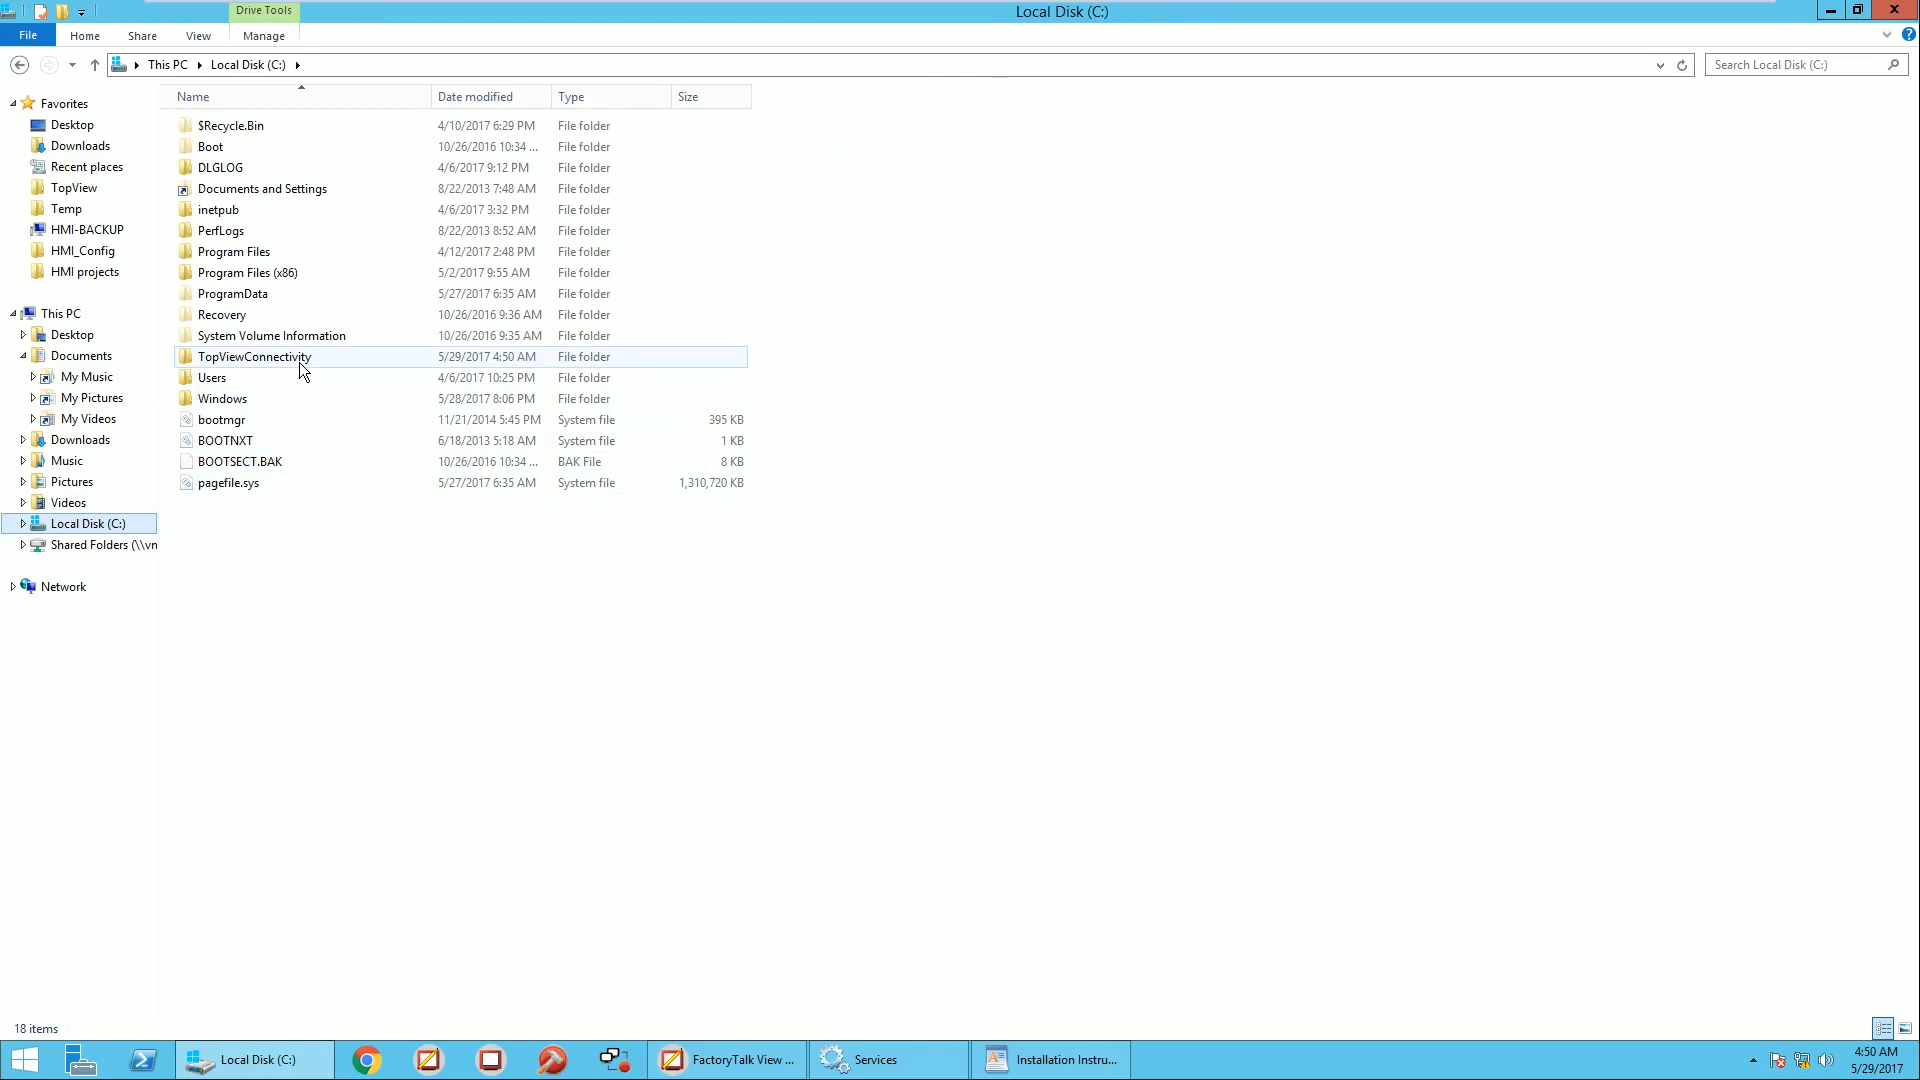 Drive Tools
Local Disk (C:)
File Home Share View Manage
This PC Local Disk (C:)
Search Local Disk (C:)
Name Date modified Type Size
Favorites
Desktop
Downloads
Recent places
TopView
Temp
HMI-BACKUP
HMI_Config
HMI projects
This PC
Desktop
Documents
My Music
My Pictures
My Videos
Downloads
Music
Pictures
Videos
Local Disk (C:)
Shared Folders (\\vn
Network
$Recycle.Bin 4/10/2017 6:29 PM File folder
Boot 10/26/2016 10:34 ... File folder
DLGLOG 4/6/2017 9:12 PM File folder
Documents and Settings 8/22/2013 7:48 AM File folder
inetpub 4/6/2017 3:32 PM File folder
PerfLogs 8/22/2013 8:52 AM File folder
Program Files 4/12/2017 2:48 PM File folder
Program Files (x86) 5/2/2017 9:55 AM File folder
ProgramData 5/27/2017 6:35 AM File folder
Recovery 10/26/2016 9:36 AM File folder
System Volume Information 10/26/2016 9:35 AM File folder
TopViewConnectivity 5/29/2017 4:50 AM File folder
Users 4/6/2017 10:25 PM File folder
Windows 5/28/2017 8:06 PM File folder
bootmgr 11/21/2014 5:45 PM System file 395 KB
BOOTNXT 6/18/2013 5:18 AM System file 1 KB
BOOTSECT.BAK 10/26/2016 10:34 ... BAK File 8 KB
pagefile.sys 5/27/2017 6:35 AM System file 1,310,720 KB
18 items
Local Disk (C:)
FactoryTalk View ...
Services
Installation Instru...
4:50 AM
5/29/2017